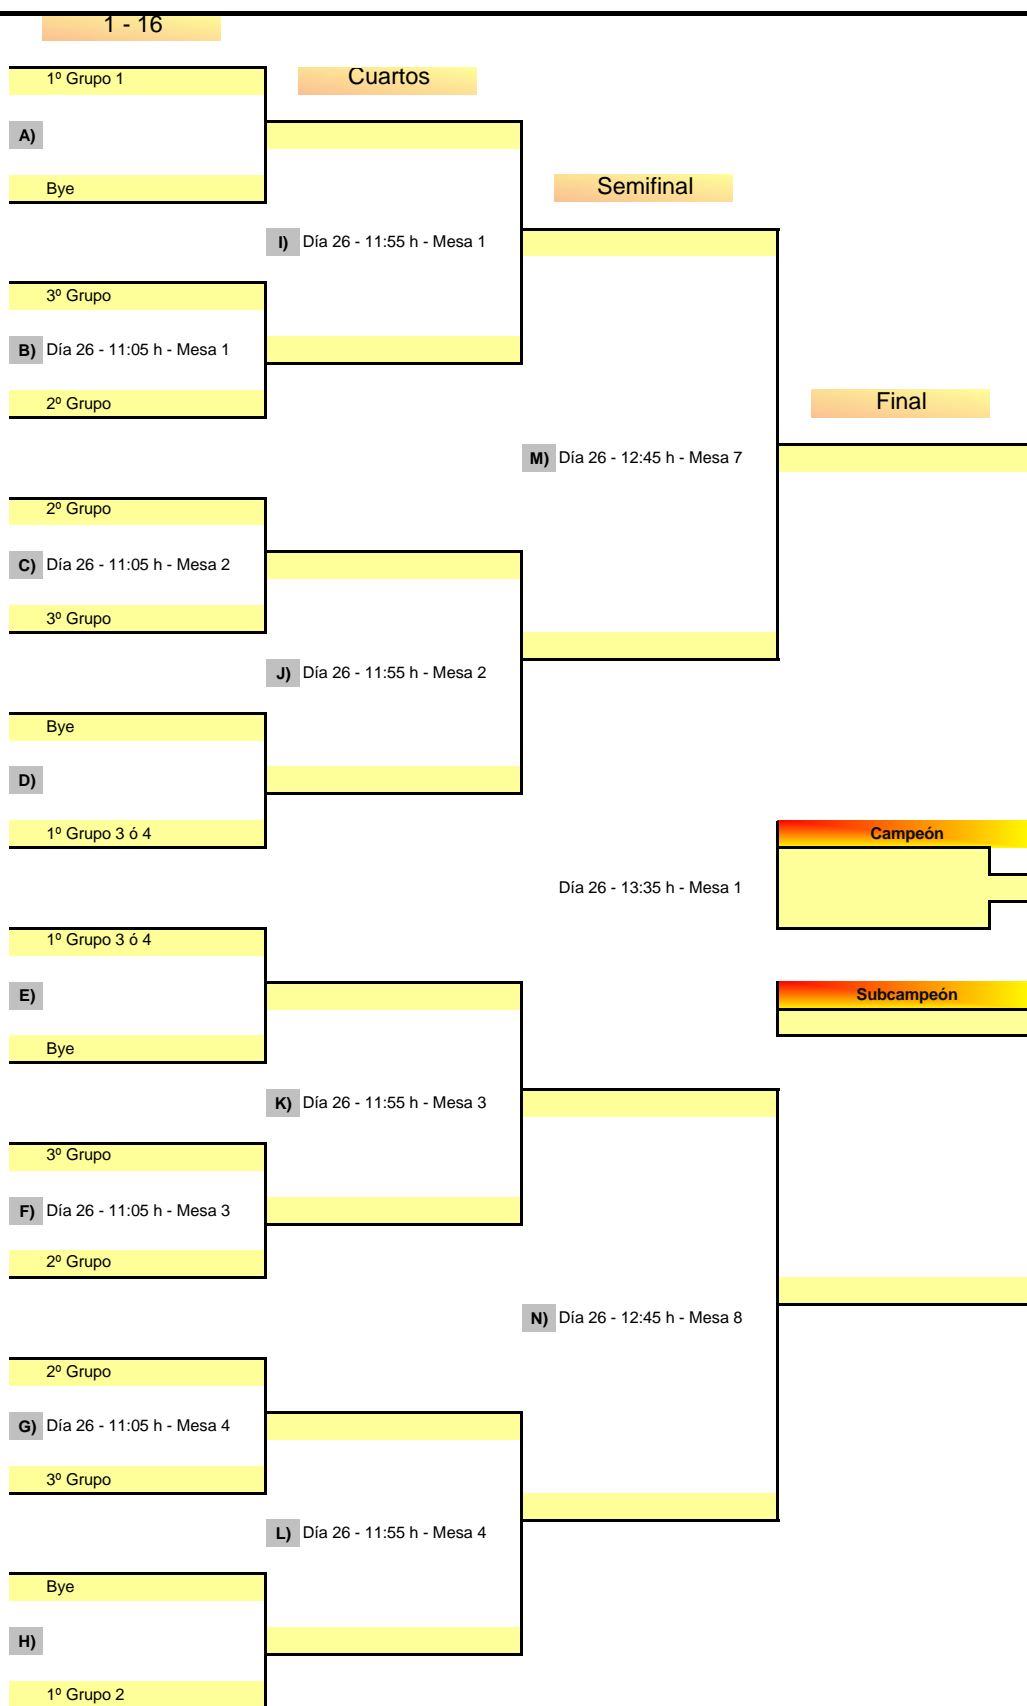 1 - 16
1º Grupo 1
Cuartos
A)
Bye
Semifinal
I) Día 26 - 11:55 h - Mesa 1
3º Grupo
B) Día 26 - 11:05 h - Mesa 1
2º Grupo
Final
M) Día 26 - 12:45 h - Mesa 7
2º Grupo
C) Día 26 - 11:05 h - Mesa 2
3º Grupo
J) Día 26 - 11:55 h - Mesa 2
Bye
D)
1º Grupo 3 ó 4
Campeón
Día 26 - 13:35 h - Mesa 1
1º Grupo 3 ó 4
E)
Subcampeón
Bye
K) Día 26 - 11:55 h - Mesa 3
3º Grupo
F) Día 26 - 11:05 h - Mesa 3
2º Grupo
N) Día 26 - 12:45 h - Mesa 8
2º Grupo
G) Día 26 - 11:05 h - Mesa 4
3º Grupo
L) Día 26 - 11:55 h - Mesa 4
Bye
H)
1º Grupo 2